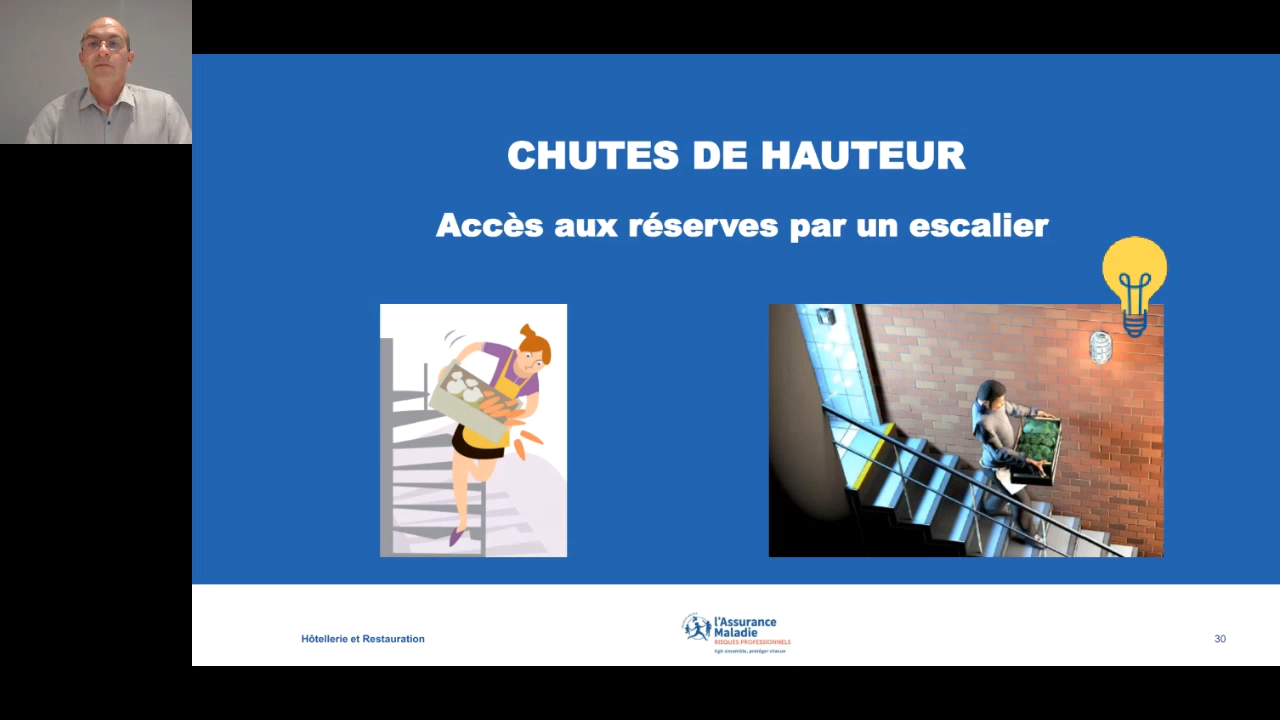 CHUTES DE HAUTEUR
Accès aux réserves par un escalier
Hôtellerie et Restauration
l'Assurance
Maladie
RISQUES PROFESSIONNELS
Agir ensemble, protéger chacun
30